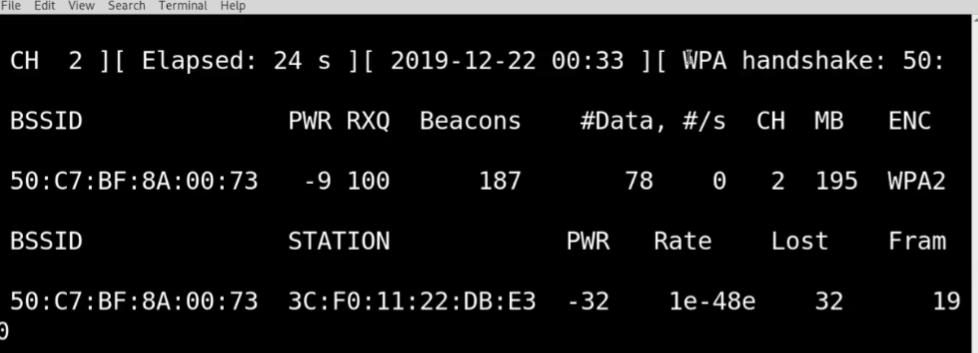 File Edit View Search Terminal Help
CH 2 ][ Elapsed: 24 s ][ 2019-12-22 00:33 ][ WPA handshake: 50:
BSSID PWR RXQ Beacons #Data, #/s CH MB ENC
50:C7:BF:8A:00:73 -9 100 187 78 0 2 195 WPA2
BSSID STATION PWR Rate Lost Fram
50:C7:BF:8A:00:73 3C:F0:11:22:DB:E3 -32 1e-48e 32 19
0